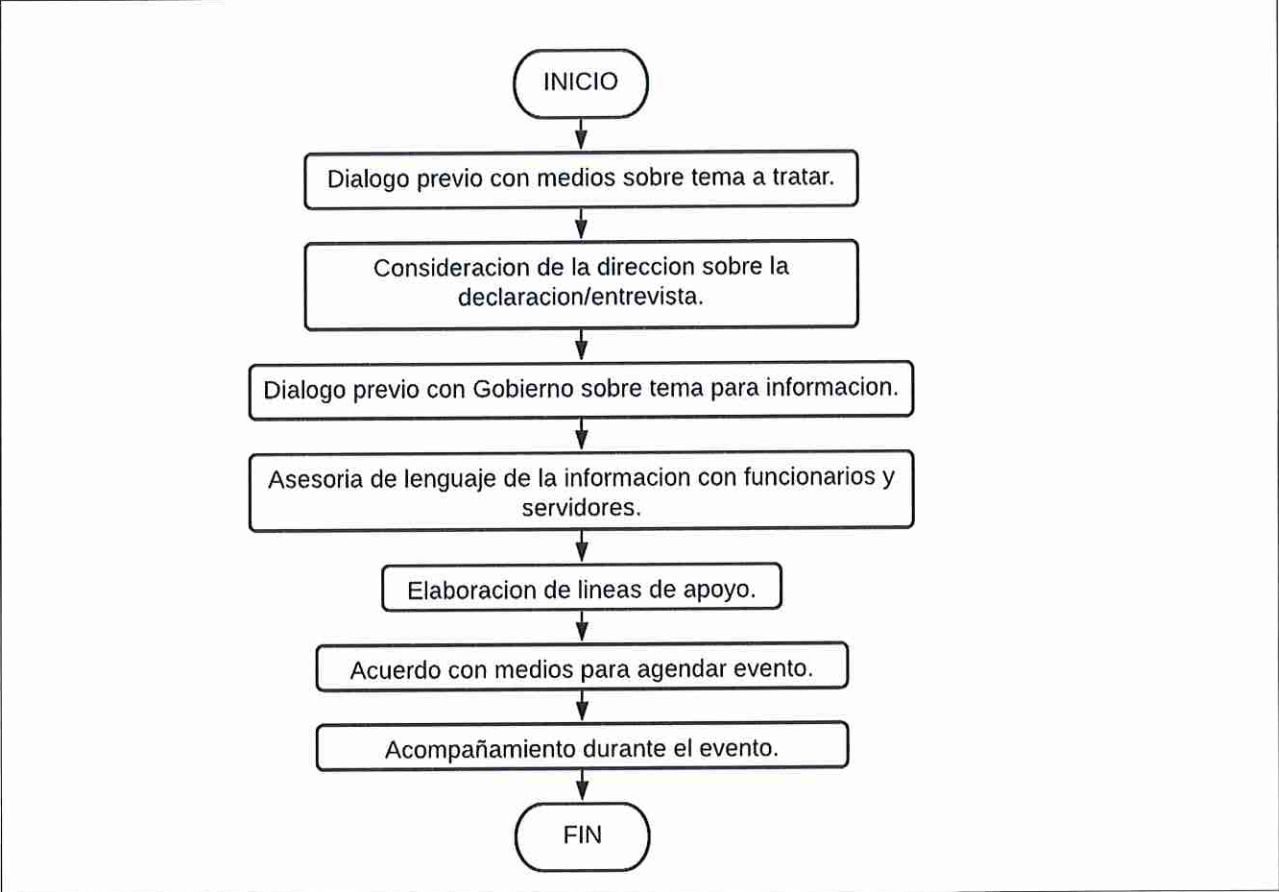 INICIO
Dialogo previo con medios sobre tema a tratar.
Consideracion de la direccion sobre la
declaracion/entrevista.
Dialogo previo con Gobierno sobre tema para informacion.
Asesoria de lenguaje de la informacion con funcionarios y
servidores.
Elaboracion de lineas de apoyo.
Acuerdo con medios para agendar evento.
Acompañamiento durante el evento.
FIN